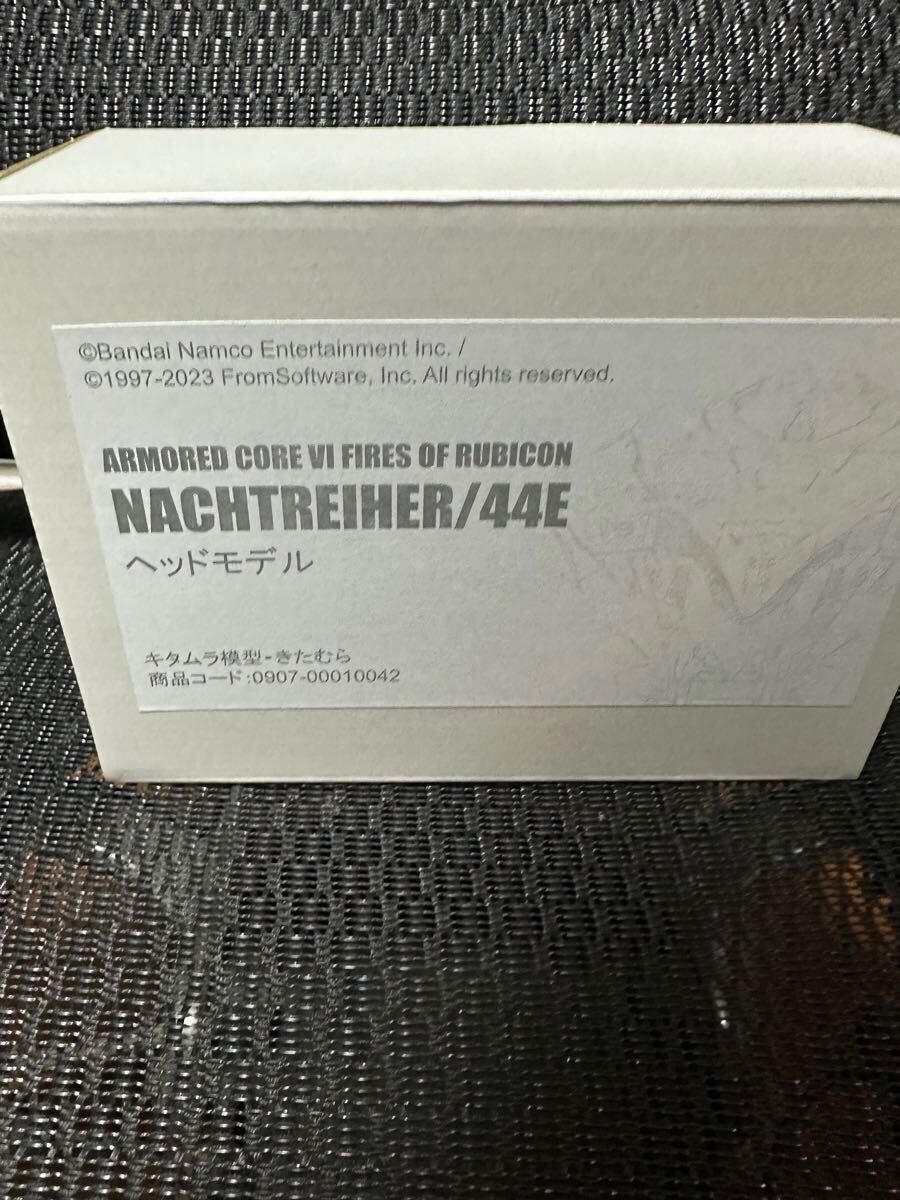 ©Bandai Namco Entertainment Inc. /
©1997-2023 FromSoftware, Inc. All rights reserved.
ARMORED CORE VI FIRES OF RUBICON
NACHTREIHER/44E
ヘッドモデル
キタムラ模型-きたむら
商品コード:0907-00010042